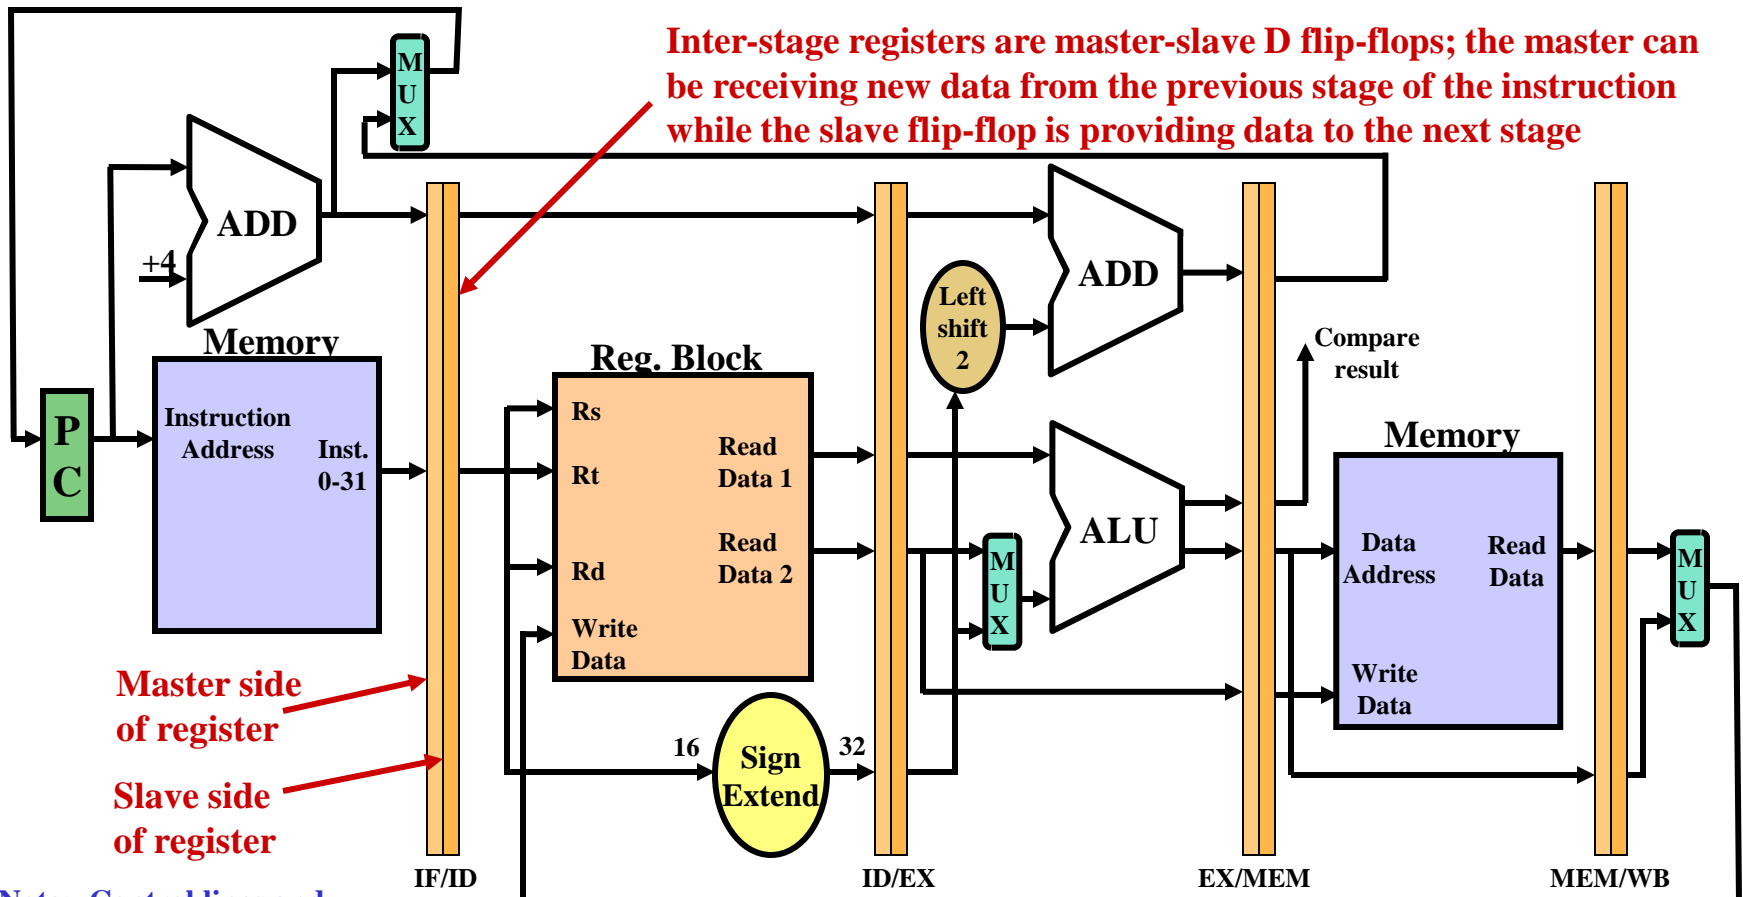 Inter-stage registers are master-slave D flip-flops; the master can
be receiving new data from the previous stage of the instruction
while the slave flip-flop is providing data to the next stage
M
U
X
ADD
+4
ADD
Left
shift
2
Memory
Reg. Block
Compare
result
P
C
Instruction
Address
Inst.
0-31
Rs
Rt
Rd
Write
Data
Read
Data 1
Read
Data 2
M
U
X
ALU
Memory
Data
Address
Read
Data
Write
Data
M
U
X
Master side
of register
Slave side
of register
16
Sign
Extend
32
IF/ID
ID/EX
EX/MEM
MEM/WB